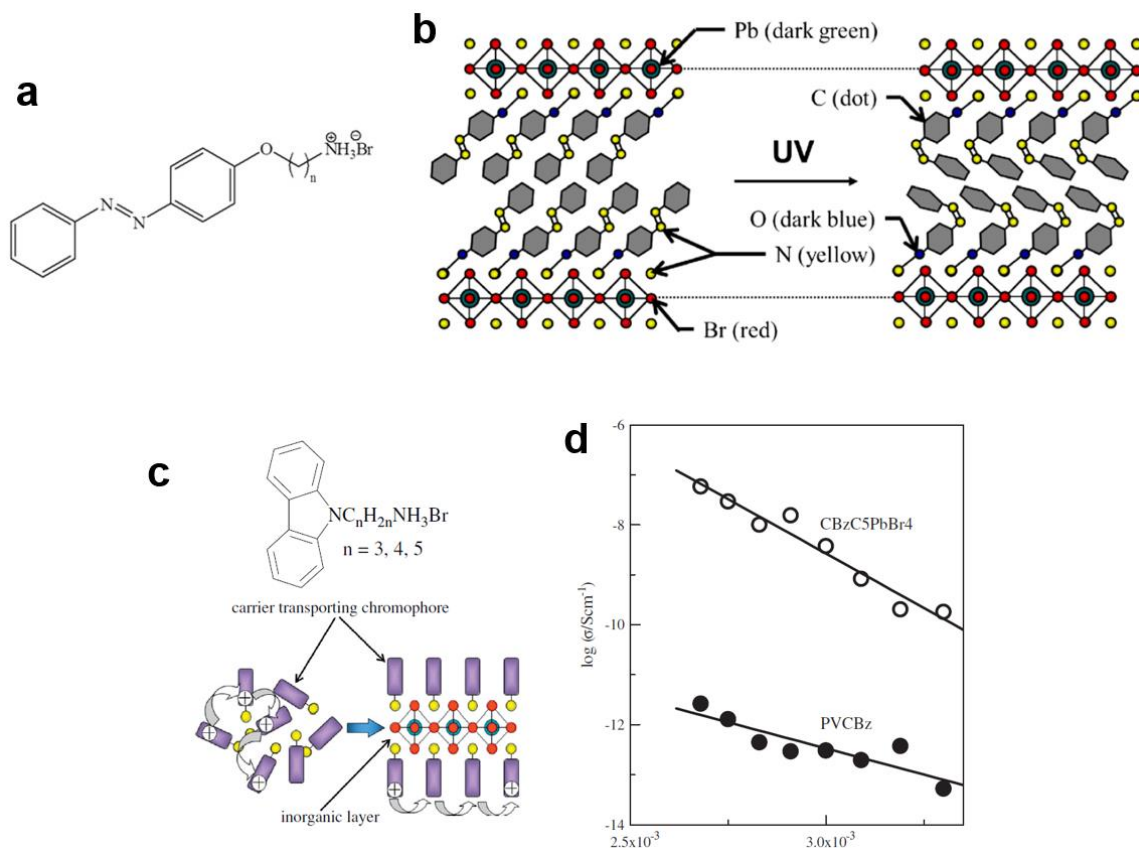 a
O
n
NH3Br
⊕
⊖
N
N
b
Pb (dark green)
C (dot)
UV
O (dark blue)
N (yellow)
Br (red)
c
NCnH2nNH3Br
n = 3, 4, 5
carrier transporting chromophore
inorganic layer
d
-6
-8
-10
-12
-14
log (σ/Scm⁻¹)
CBzC5PbBr4
PVCBz
2.5x10⁻³
3.0x10⁻³